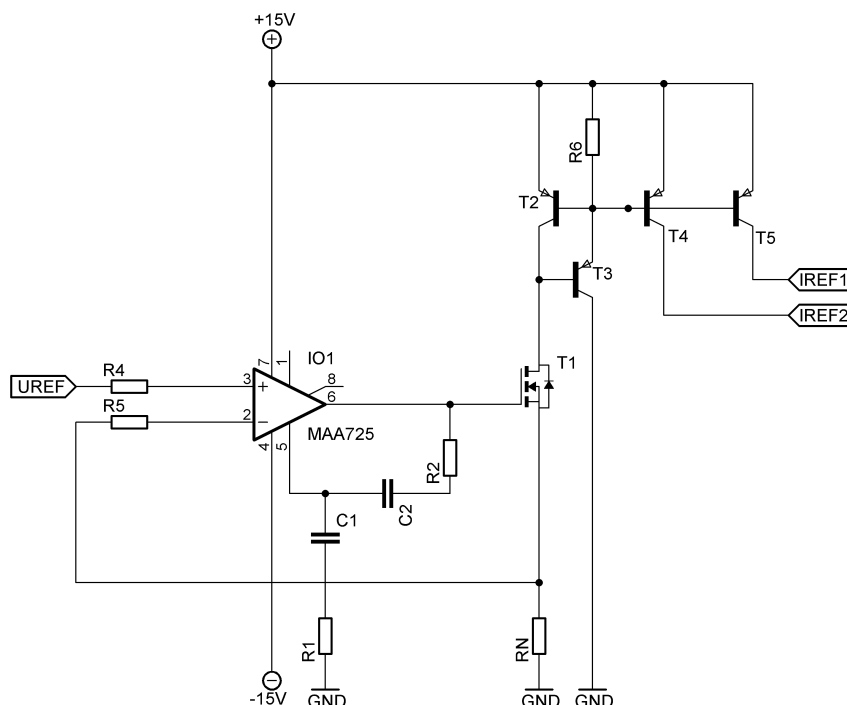 +15V
R6
T2
T4
T5
T3
IREF1
IREF2
T1
IO1
7
1
8
UREF
R4
3
+
6
R5
2
−
4
5
MAA725
R2
C2
C1
R1
RN
-15V
GND
GND
GND